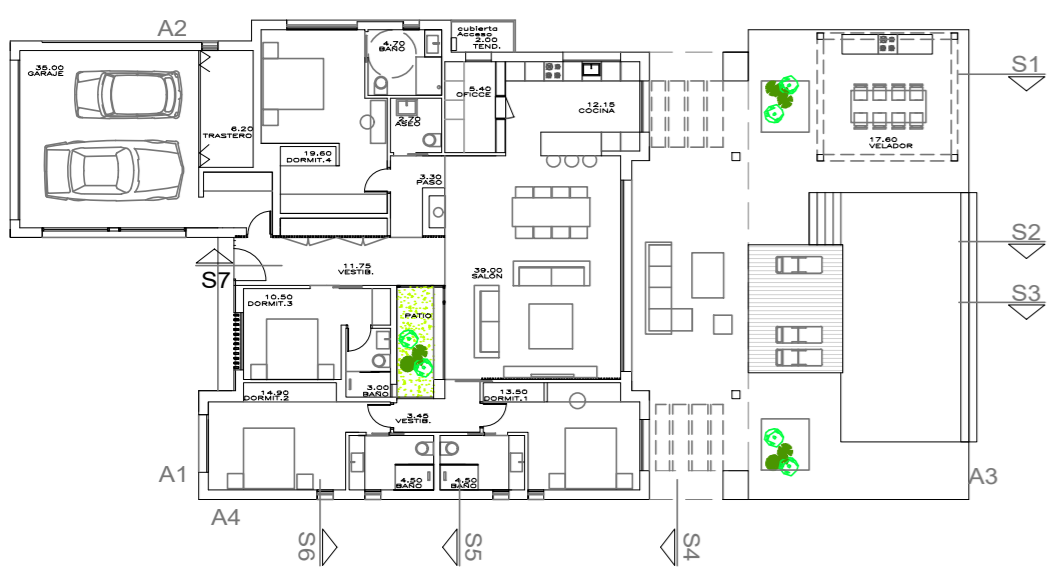 A2
cubierta
Acceso
2.00
TEND.
4.70
BAÑO
35.00
GARAJE
S1
5.40
OFICCE
12.15
COCINA
2.70
ASEO
6.20
TRASTERO
17.60
VELADOR
19.60
DORMIT.4
3.30
PASO
S2
S7
11.75
VESTIB.
39.00
SALÓN
S3
10.50
DORMIT.3
PATIO
3.00
BAÑO
14.90
DORMIT.2
13.50
DORMIT.1
3.45
VESTIB.
A1
4.50
BAÑO
4.50
BAÑO
A3
A4
S6
S5
S4